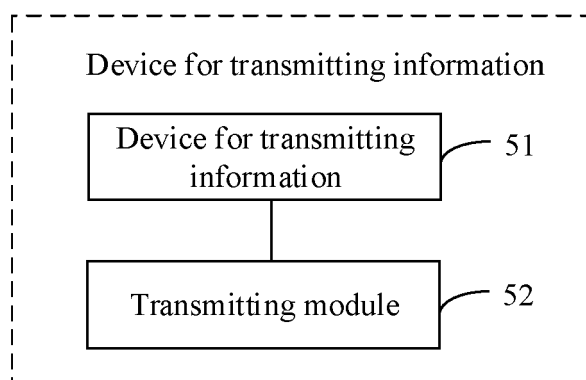 Device for transmitting information
Device for transmitting
information
51
Transmitting module
52